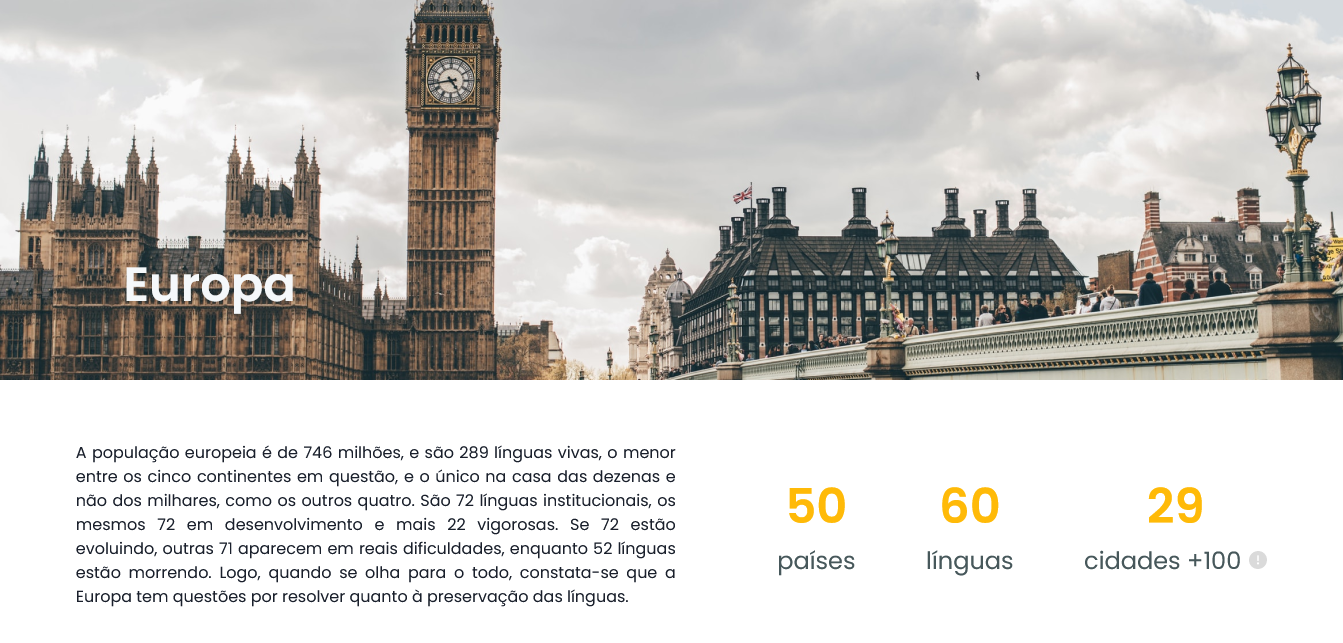 Europa
A população europeia é de 746 milhões, e são 289 línguas vivas, o menor
entre os cinco continentes em questão, e o único na casa das dezenas e
não dos milhares, como os outros quatro. São 72 línguas institucionais, os
mesmos 72 em desenvolvimento e mais 22 vigorosas. Se 72 estão
evoluindo, outras 71 aparecem em reais dificuldades, enquanto 52 línguas
estão morrendo. Logo, quando se olha para o todo, constata-se que a
Europa tem questões por resolver quanto à preservação das línguas.
50
países
60
línguas
29
cidades +100 !